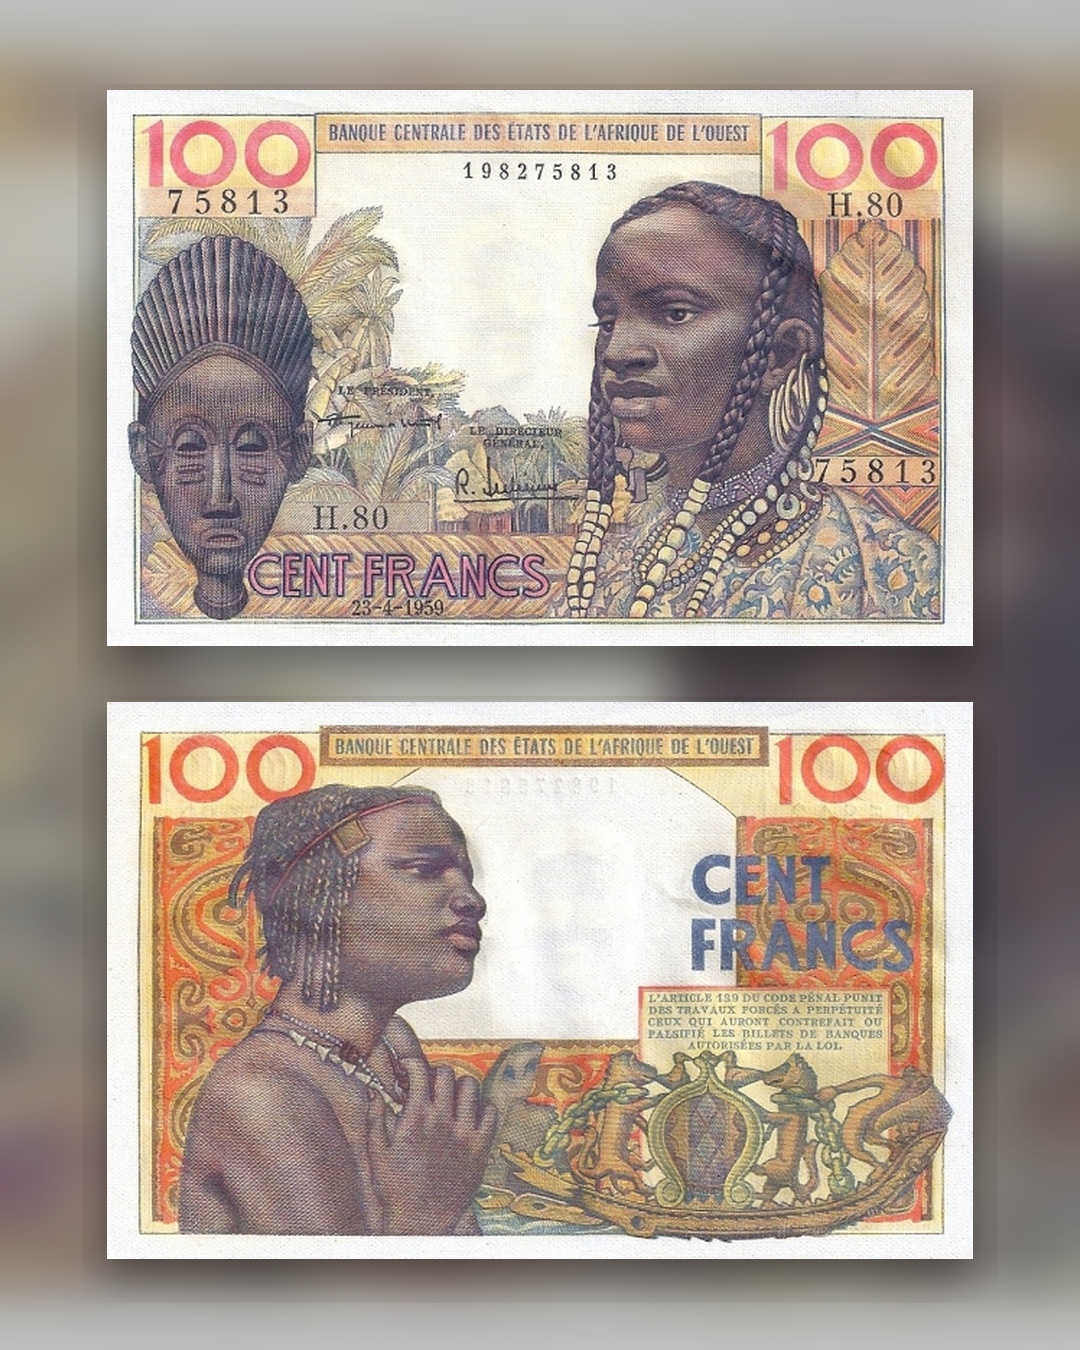 100
BANQUE CENTRALE DES ÉTATS DE L'AFRIQUE DE L'OUEST
100
75813
198275813
H.80
LE PRÉSIDENT,
LE DIRECTEUR
GÉNÉRAL,
75813
H.80
CENT FRANCS
23-4-1959
100
BANQUE CENTRALE DES ÉTATS DE L'AFRIQUE DE L'OUEST
100
CENT
FRANCS
L'ARTICLE 139 DU CODE PÉNAL PUNIT
DES TRAVAUX FORCÉS A PERPÉTUITÉ
CEUX QUI AURONT CONTREFAIT OU
FALSIFIÉ LES BILLETS DE BANQUES
AUTORISÉES PAR LA LOI.